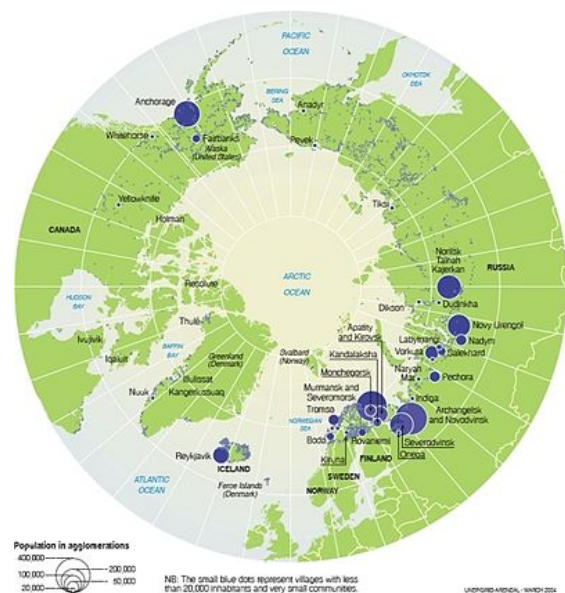 PACIFIC
OCEAN
OKHOTSK
SEA
BERING
SEA
Anchorage
Anadyr
Whitehorse
Fairbanks
Alaska
(United States)
Pevek
Yellowknife
Tiksi
Holman
CANADA
Norilsk
Talnah
Kajerkan
RUSSIA
Resolute
ARCTIC
OCEAN
HUDSON
BAY
Dikson
Dudinkha
Thule
Apatity
and Kirovsk
Novy Urengoi
Ivujivik
Iqaluit
BAFFIN
BAY
Svalbard
(Norway)
Kandalaksha
Labytnangi
Nadym
Greenland
(Denmark)
Vorkuta
Salekhard
Monchegorsk
Naryan
Mar
Pechora
Illulissat
Murmansk and
Severomorsk
Nuuk
Kangerlussuaq
Indiga
NORWEGIAN
SEA
Tromsø
Archangelsk
and Novodvinsk
Bodø
Rovaniemi
Severodvinsk
Reykjavik
Kiruna
FINLAND
Onega
ICELAND
SWEDEN
ATLANTIC
OCEAN
Feroe Islands
(Denmark)
NORWAY
Population in agglomerations
400,000
200,000
100,000
50,000
20,000
NB: The small blue dots represent villages with less
than 20,000 inhabitants and very small communities.
UNEP/GRID-ARENDAL - MARCH 2004